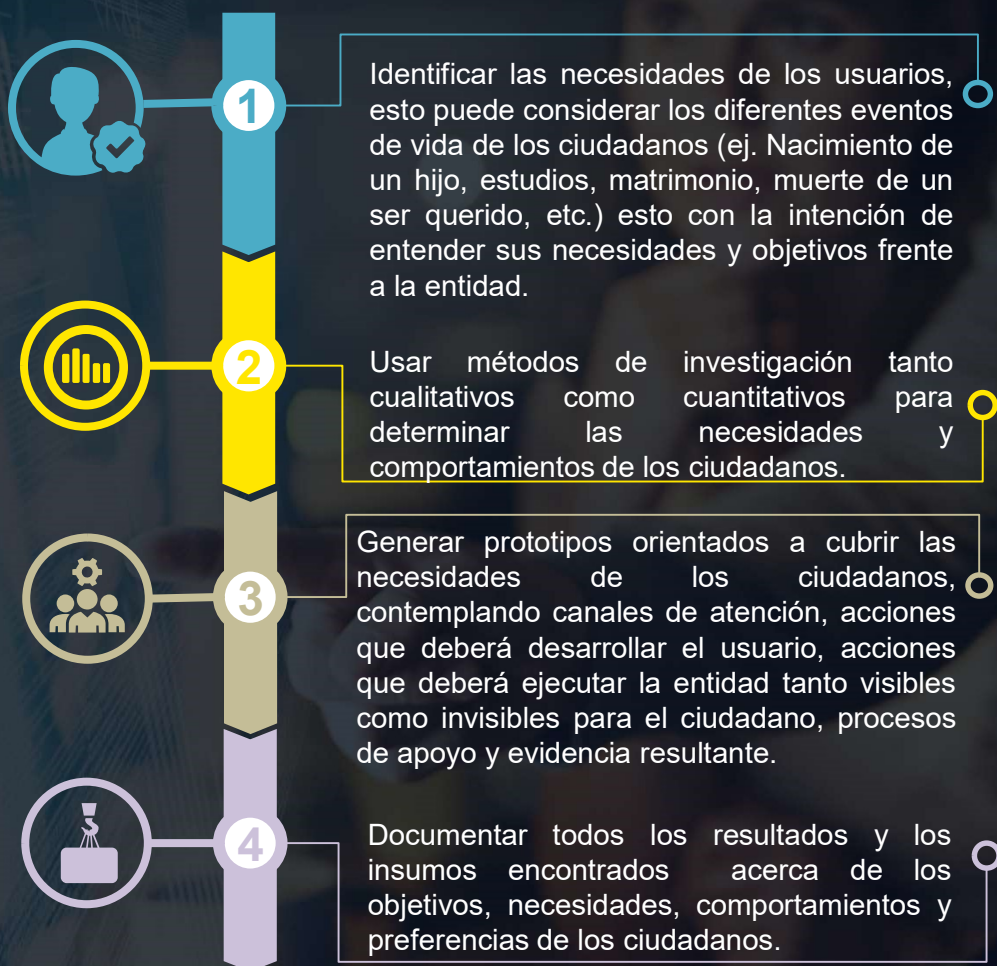 1
Identificar las necesidades de los usuarios,
esto puede considerar los diferentes eventos
de vida de los ciudadanos (ej. Nacimiento de
un hijo, estudios, matrimonio, muerte de un
ser querido, etc.) esto con la intención de
entender sus necesidades y objetivos frente
a la entidad.
2
Usar métodos de investigación tanto
cualitativos como cuantitativos para
determinar las necesidades y
comportamientos de los ciudadanos.
3
Generar prototipos orientados a cubrir las
necesidades de los ciudadanos,
contemplando canales de atención, acciones
que deberá desarrollar el usuario, acciones
que deberá ejecutar la entidad tanto visibles
como invisibles para el ciudadano, procesos
de apoyo y evidencia resultante.
4
Documentar todos los resultados y los
insumos encontrados acerca de los
objetivos, necesidades, comportamientos y
preferencias de los ciudadanos.